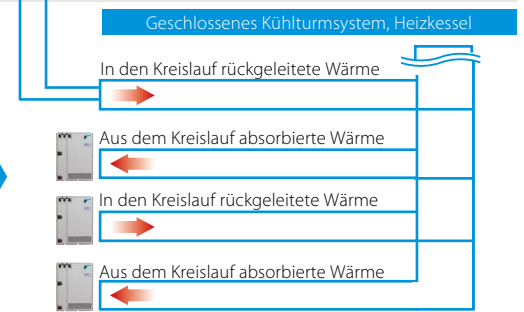 Geschlossenes Kühlturmsystem, Heizkessel
In den Kreislauf rückgeleitete Wärme
Aus dem Kreislauf absorbierte Wärme
In den Kreislauf rückgeleitete Wärme
Aus dem Kreislauf absorbierte Wärme